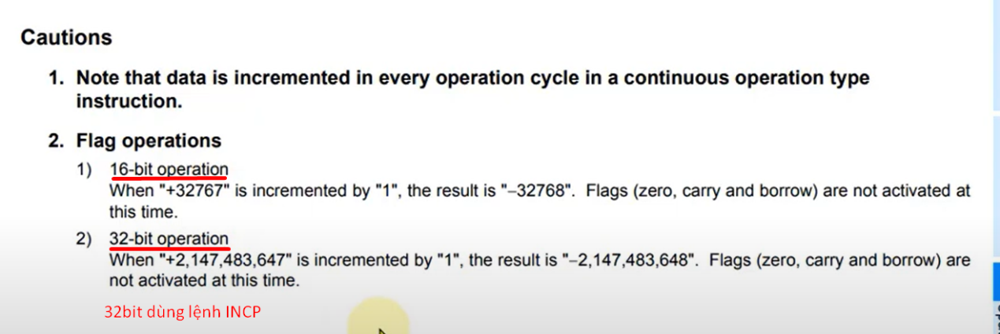 Cautions
1. Note that data is incremented in every operation cycle in a continuous operation type
instruction.
2. Flag operations
1) 16-bit operation
When "+32767" is incremented by "1", the result is "–32768". Flags (zero, carry and borrow) are not activated at
this time.
2) 32-bit operation
When "+2,147,483,647" is incremented by "1", the result is "–2,147,483,648". Flags (zero, carry and borrow) are
not activated at this time.
32bit dùng lệnh INCP